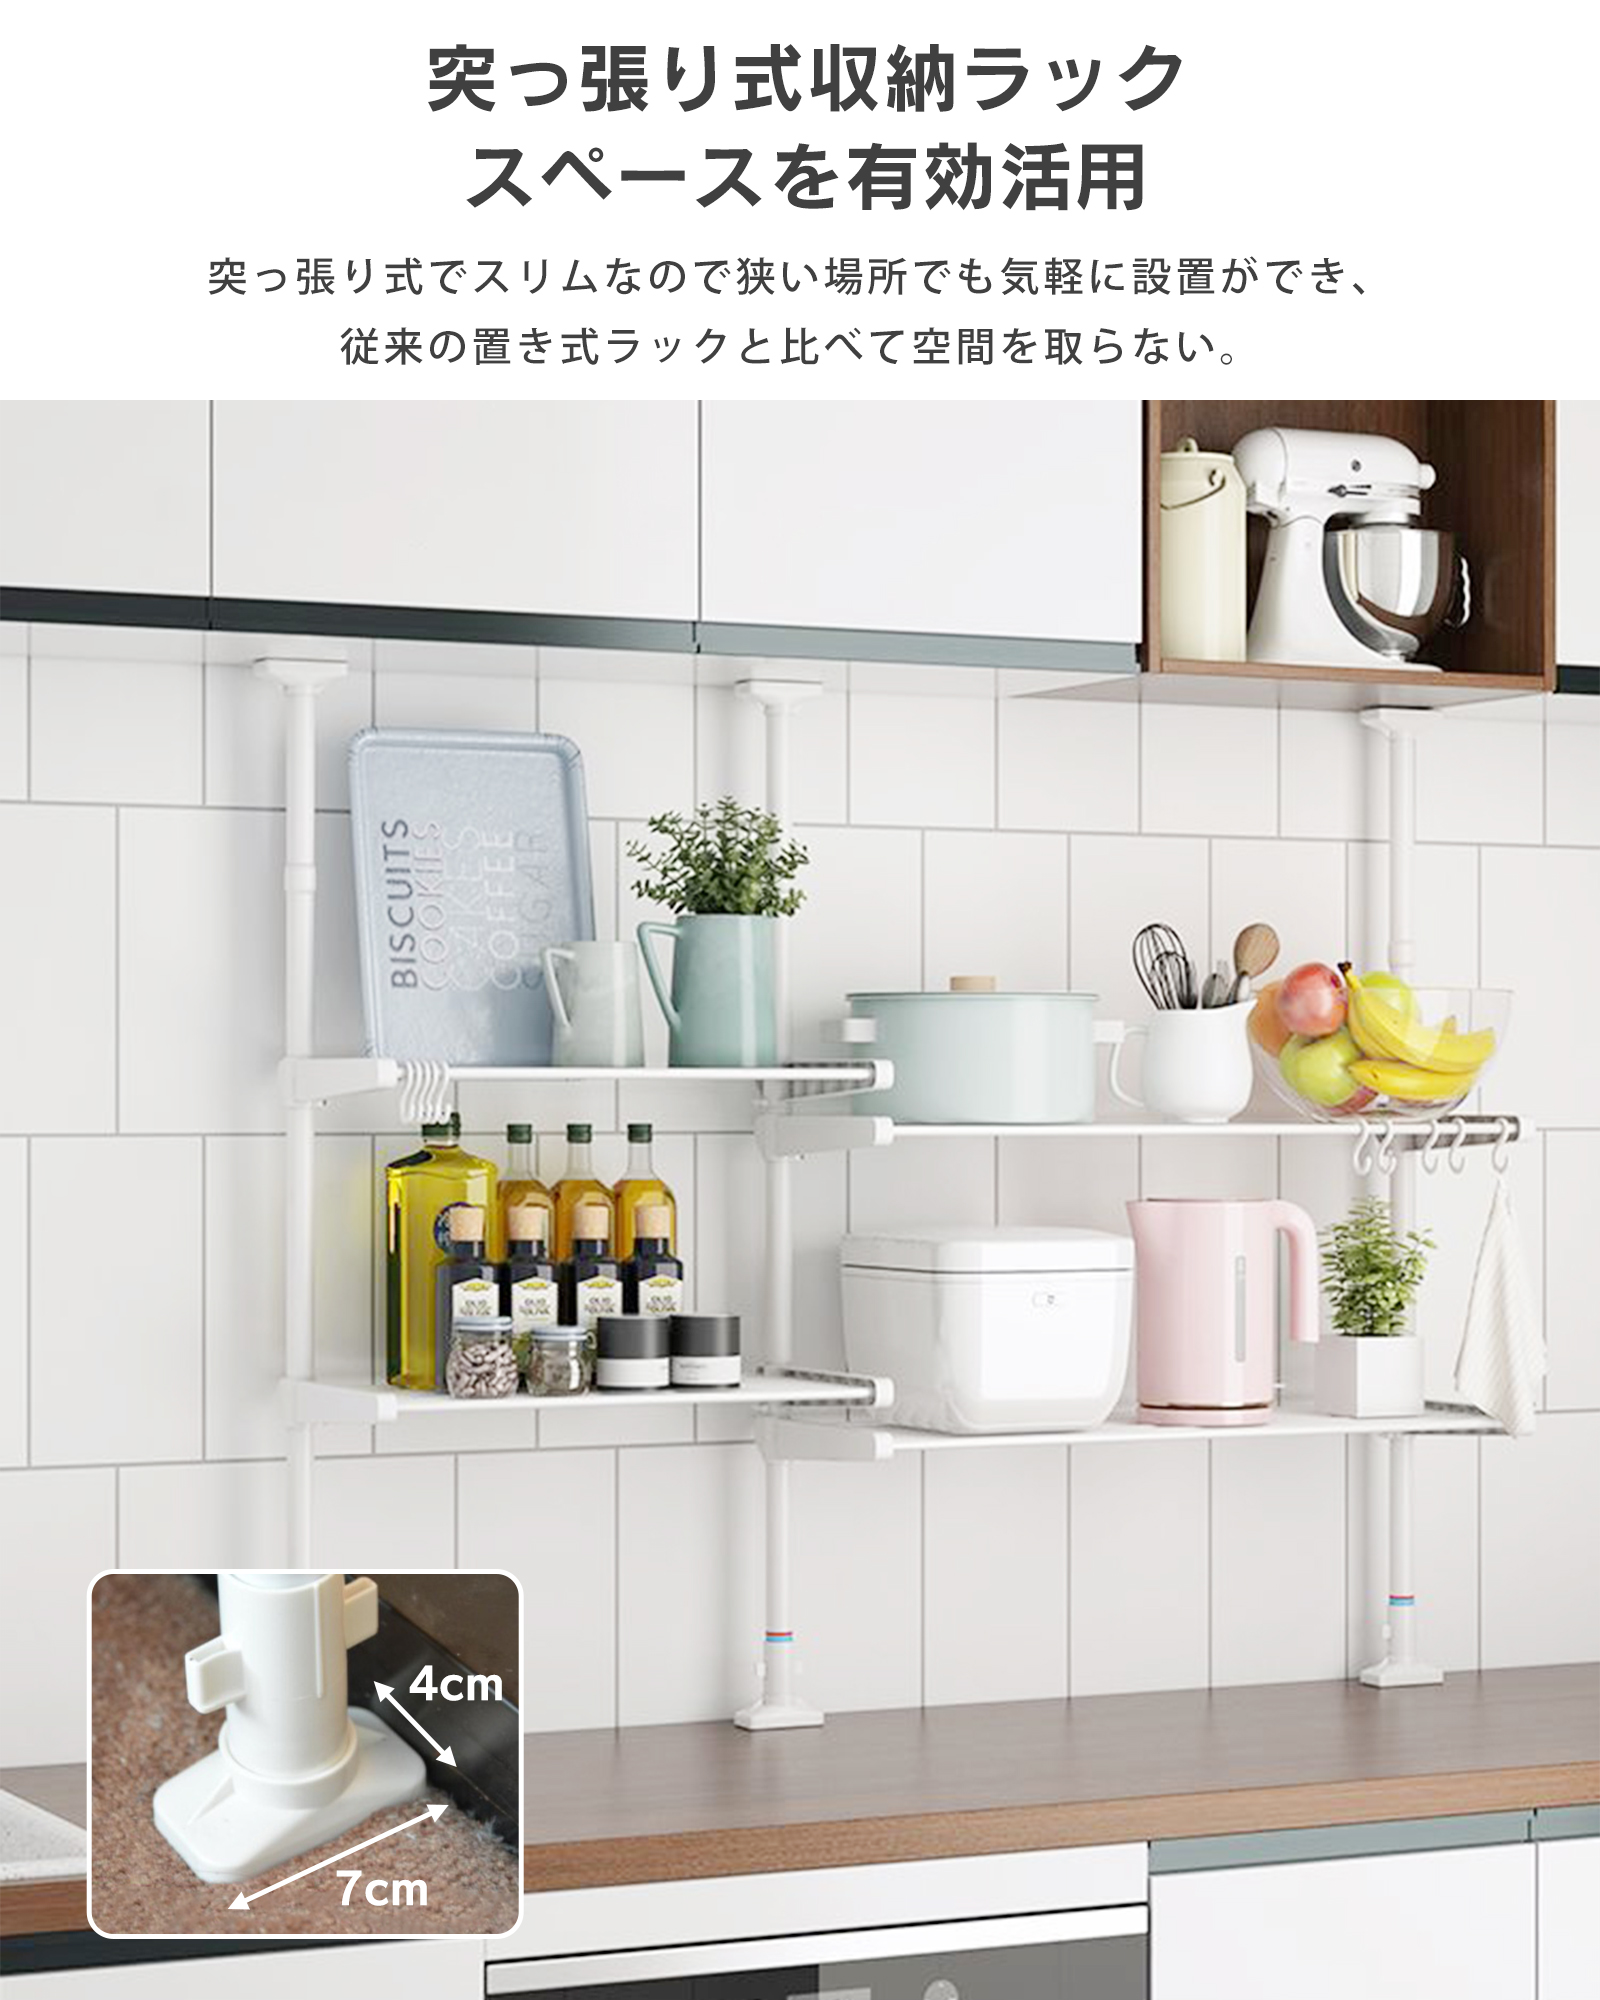 突っ張り式収納ラック
スペースを有効活用
突っ張り式でスリムなので狭い場所でも気軽に設置ができ、
従来の置き式ラックと比べて空間を取らない。
BISCUITS
COOKIES
CAKES
COFFEE
SUGAR
4cm
7cm